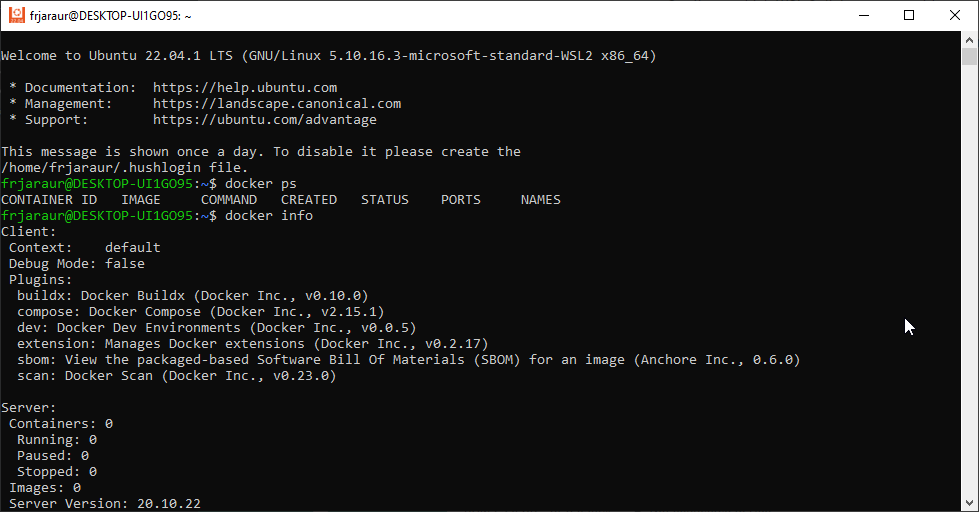 frjaraur@DESKTOP-UI1GO95: ~
Welcome to Ubuntu 22.04.1 LTS (GNU/Linux 5.10.16.3-microsoft-standard-WSL2 x86_64)
 * Documentation:  https://help.ubuntu.com
 * Management:     https://landscape.canonical.com
 * Support:        https://ubuntu.com/advantage
This message is shown once a day. To disable it please create the
/home/frjaraur/.hushlogin file.
frjaraur@DESKTOP-UI1GO95:~$ docker ps
CONTAINER ID   IMAGE     COMMAND   CREATED   STATUS    PORTS     NAMES
frjaraur@DESKTOP-UI1GO95:~$ docker info
Client:
 Context:    default
 Debug Mode: false
 Plugins:
  buildx: Docker Buildx (Docker Inc., v0.10.0)
  compose: Docker Compose (Docker Inc., v2.15.1)
  dev: Docker Dev Environments (Docker Inc., v0.0.5)
  extension: Manages Docker extensions (Docker Inc., v0.2.17)
  sbom: View the packaged-based Software Bill Of Materials (SBOM) for an image (Anchore Inc., 0.6.0)
  scan: Docker Scan (Docker Inc., v0.23.0)
Server:
 Containers: 0
  Running: 0
  Paused: 0
  Stopped: 0
 Images: 0
 Server Version: 20.10.22